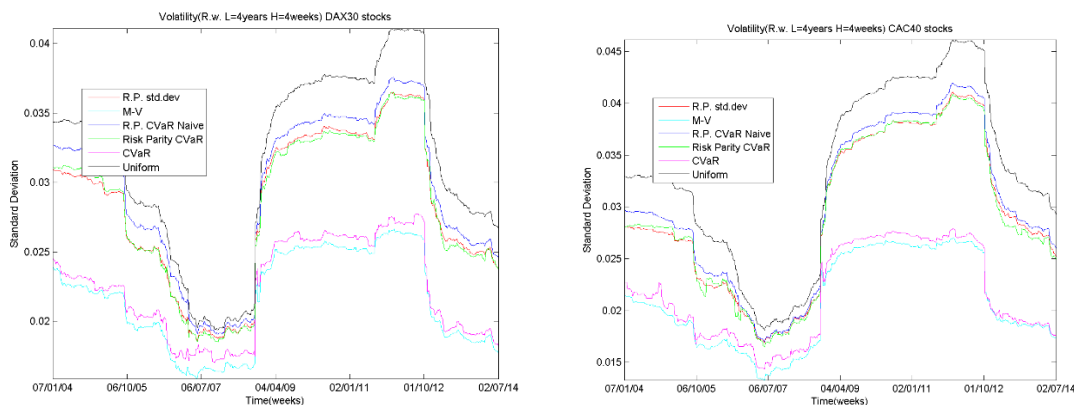 Volatility(R.w. L=4years H=4weeks) DAX30 stocks
0.04
0.035
0.03
0.025
0.02
Standard Deviation
R.P. std.dev
M-V
R.P. CVaR Naive
Risk Parity CVaR
CVaR
Uniform
07/01/04 06/10/05 06/07/07 04/04/09 02/01/11 01/10/12 02/07/14
Time(weeks)
Volatility(R.w. L=4years H=4weeks) CAC40 stocks
0.045
0.04
0.035
0.03
0.025
0.02
0.015
Standard Deviation
R.P. std.dev
M-V
R.P. CVaR Naive
Risk Parity CVaR
CVaR
Uniform
07/01/04 06/10/05 06/07/07 04/04/09 02/01/11 01/10/12 02/07/14
Time(weeks)